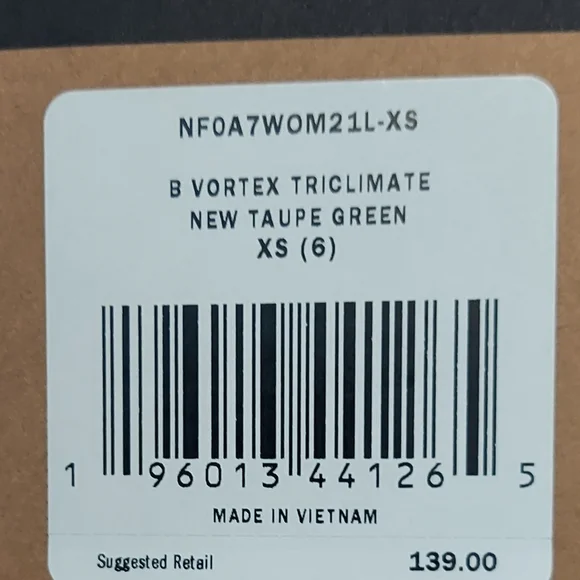 NF0A7WOM21L-XS
B VORTEX TRICLIMATE
NEW TAUPE GREEN
XS (6)
1 96013 44126 5
MADE IN VIETNAM
Suggested Retail 139.00